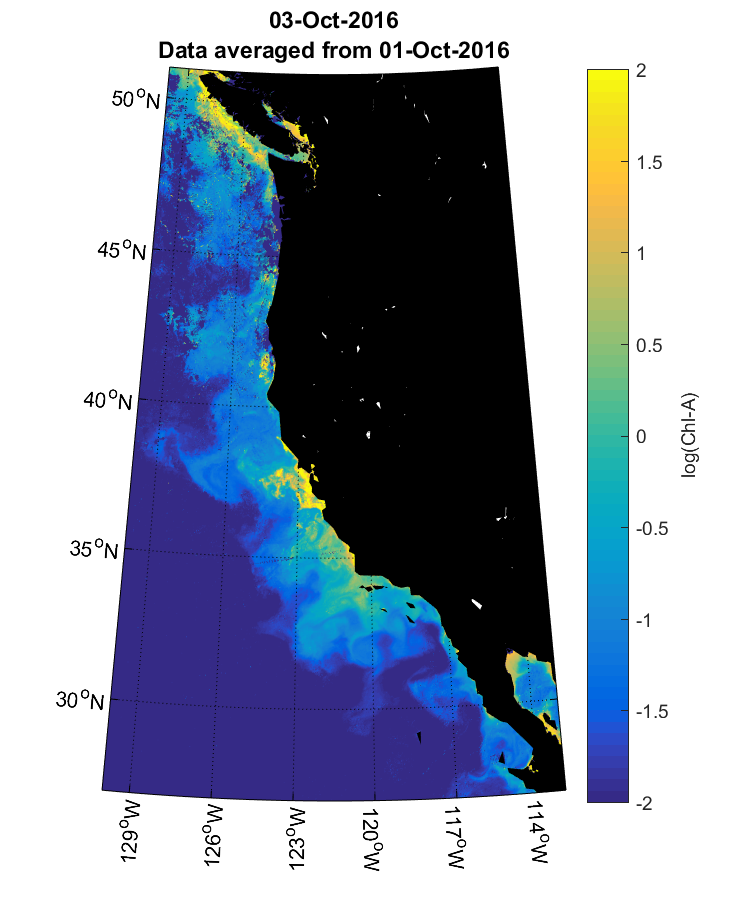 03-Oct-2016
Data averaged from 01-Oct-2016
50°N
45°N
40°N
35°N
30°N
129°W
126°W
123°W
120°W
117°W
114°W
2
1.5
1
0.5
0
-0.5
-1
-1.5
-2
log(Chl-A)